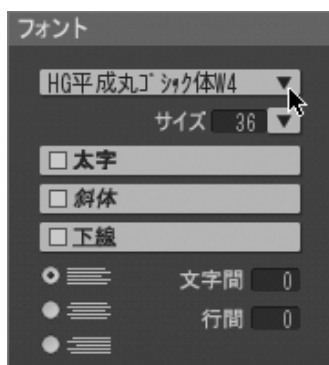 フォント
HG平成丸ｺﾞｼｯｸ体W4
サイズ 36
太字
斜体
下線
文字間 0
行間 0